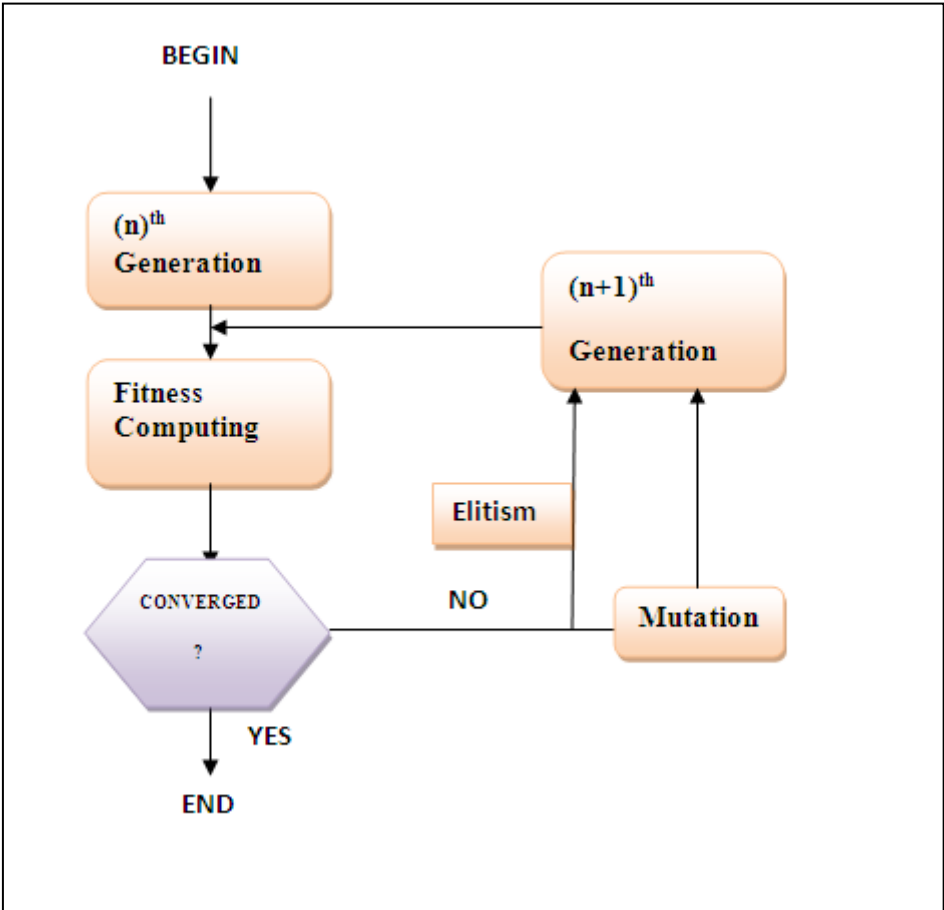 BEGIN
(n)th
Generation
(n+1)th
Generation
Fitness
Computing
Elitism
CONVERGED
?
NO
Mutation
YES
END